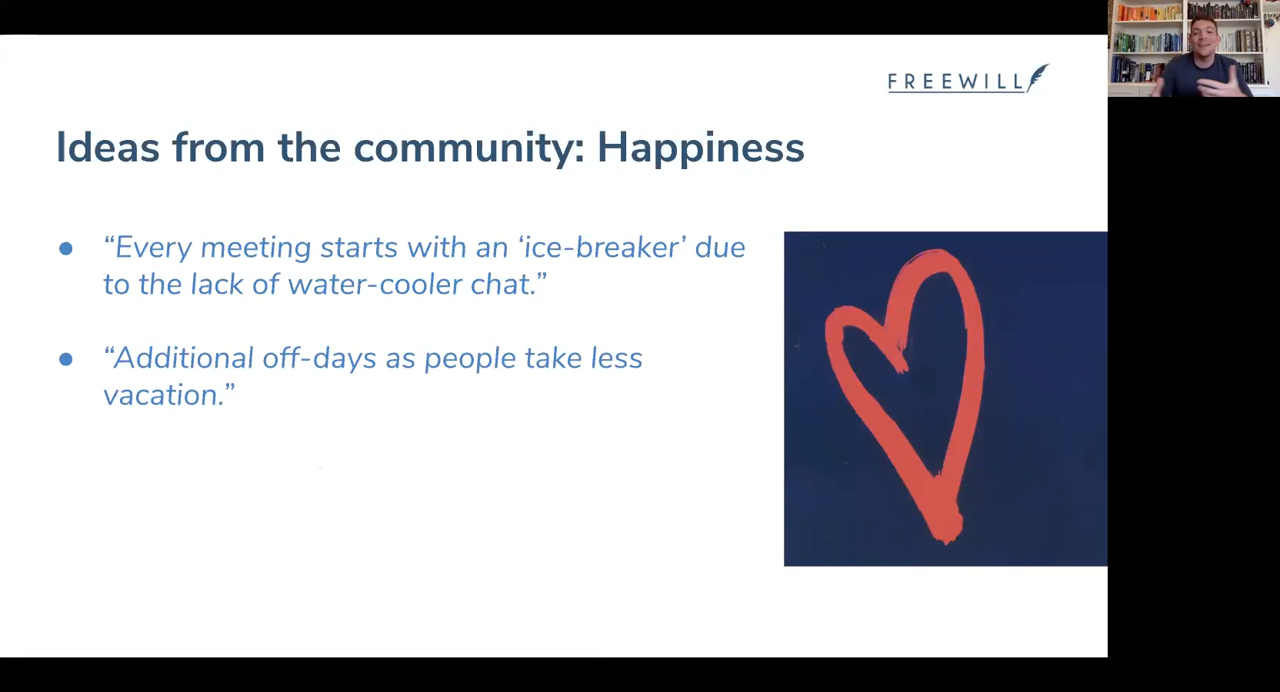 FREEWILL
Ideas from the community: Happiness
● “Every meeting starts with an ‘ice-breaker’ due
to the lack of water-cooler chat.”
● “Additional off-days as people take less
vacation.”